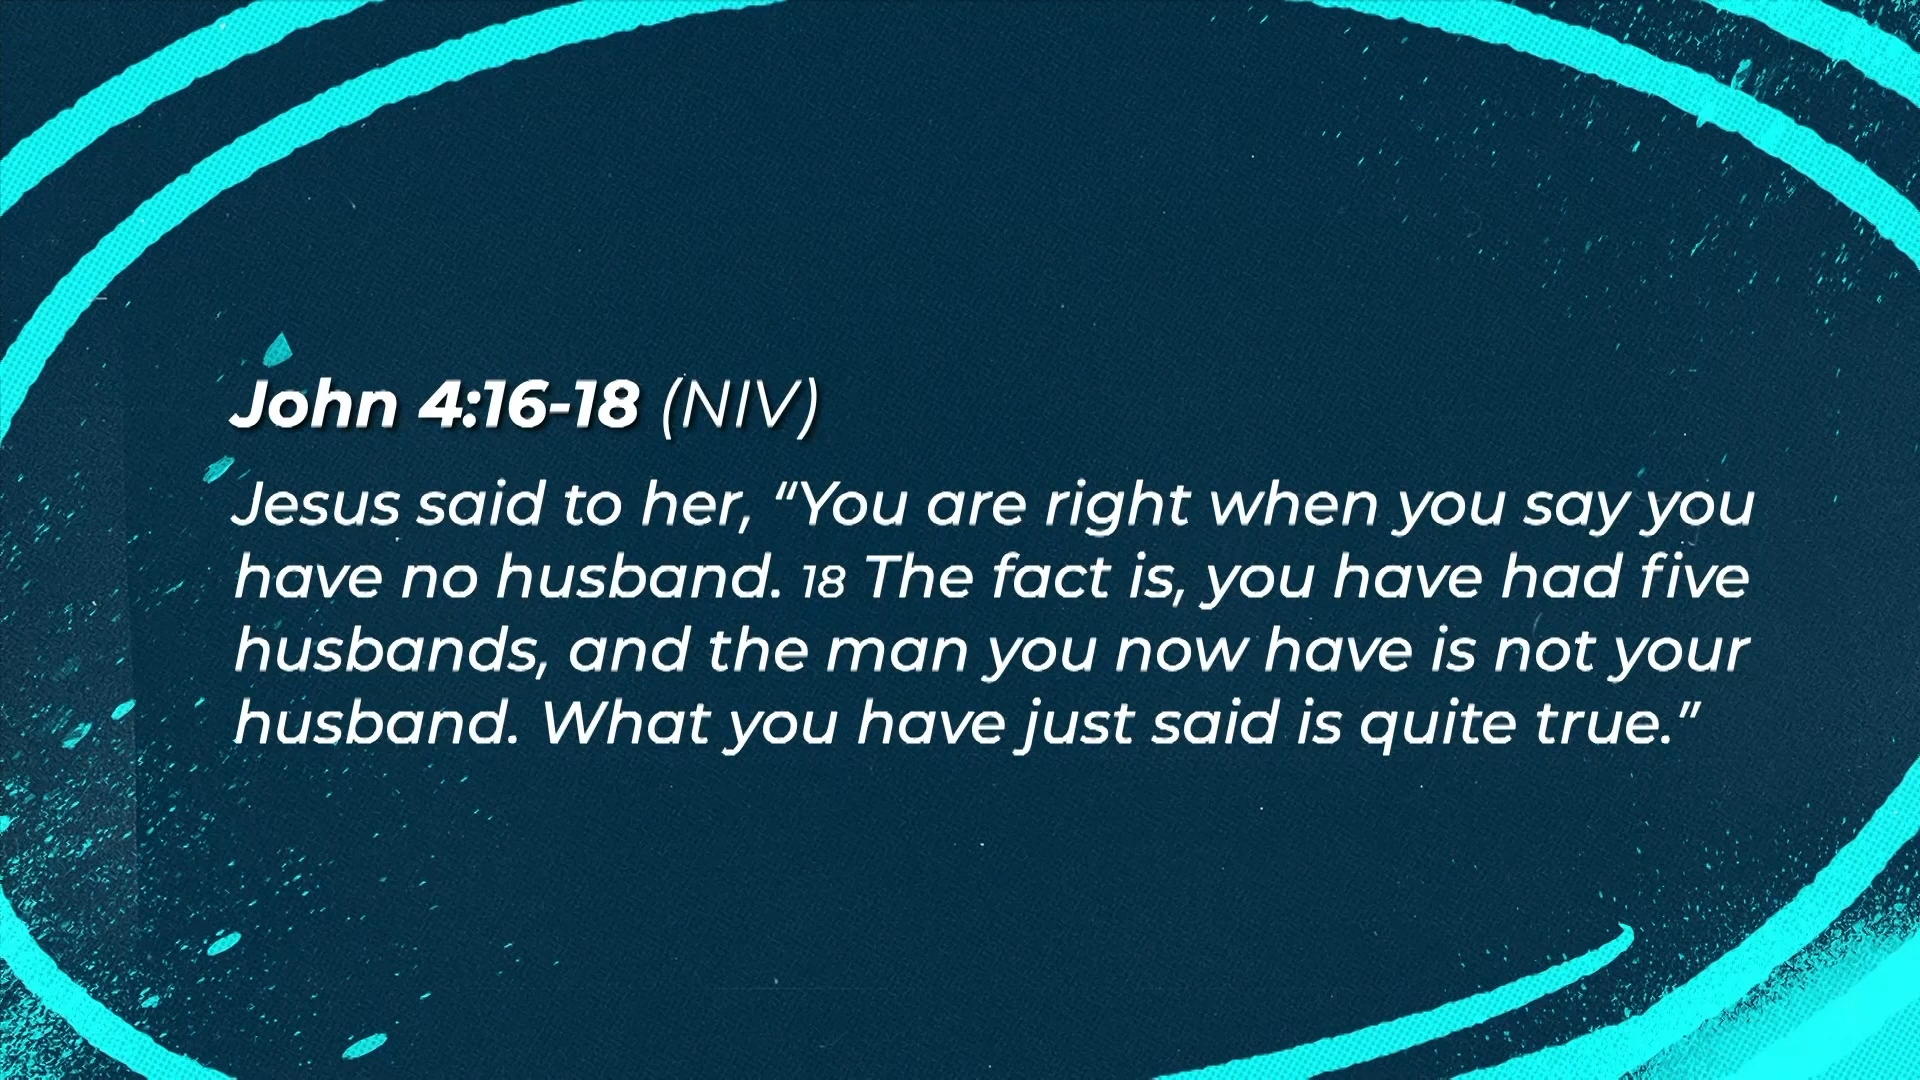 John 4:16-18 (NIV)
Jesus said to her, “You are right when you say you
have no husband. 18 The fact is, you have had five
husbands, and the man you now have is not your
husband. What you have just said is quite true.”